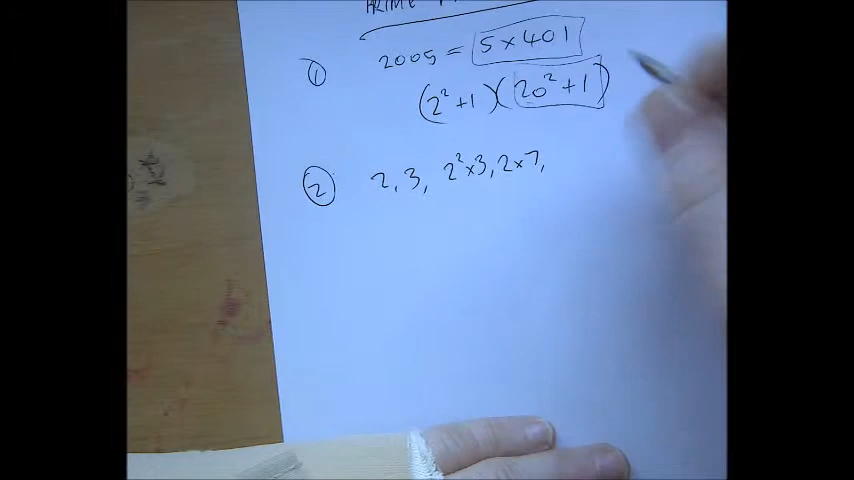 ① 2005 = 5 × 401
(2² + 1)(20² + 1)
② 2, 3, 2² × 3, 2 × 7,